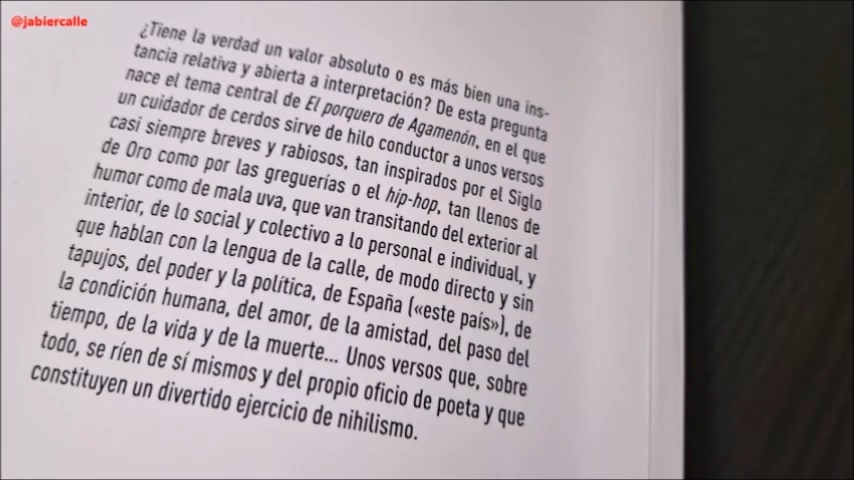 @jabiercalle
¿Tiene la verdad un valor absoluto o es más bien una ins-
tancia relativa y abierta a interpretación? De esta pregunta
nace el tema central de El porquero de Agamenón, en el que
un cuidador de cerdos sirve de hilo conductor a unos versos
casi siempre breves y rabiosos, tan inspirados por el Siglo
de Oro como por las greguerías o el hip-hop, tan llenos de
humor como de mala uva, que van transitando del exterior al
interior, de lo social y colectivo a lo personal e individual, y
que hablan con la lengua de la calle, de modo directo y sin
tapujos, del poder y la política, de España («este país»), de
la condición humana, del amor, de la amistad, del paso del
tiempo, de la vida y de la muerte... Unos versos que, sobre
todo, se ríen de sí mismos y del propio oficio de poeta y que
constituyen un divertido ejercicio de nihilismo.